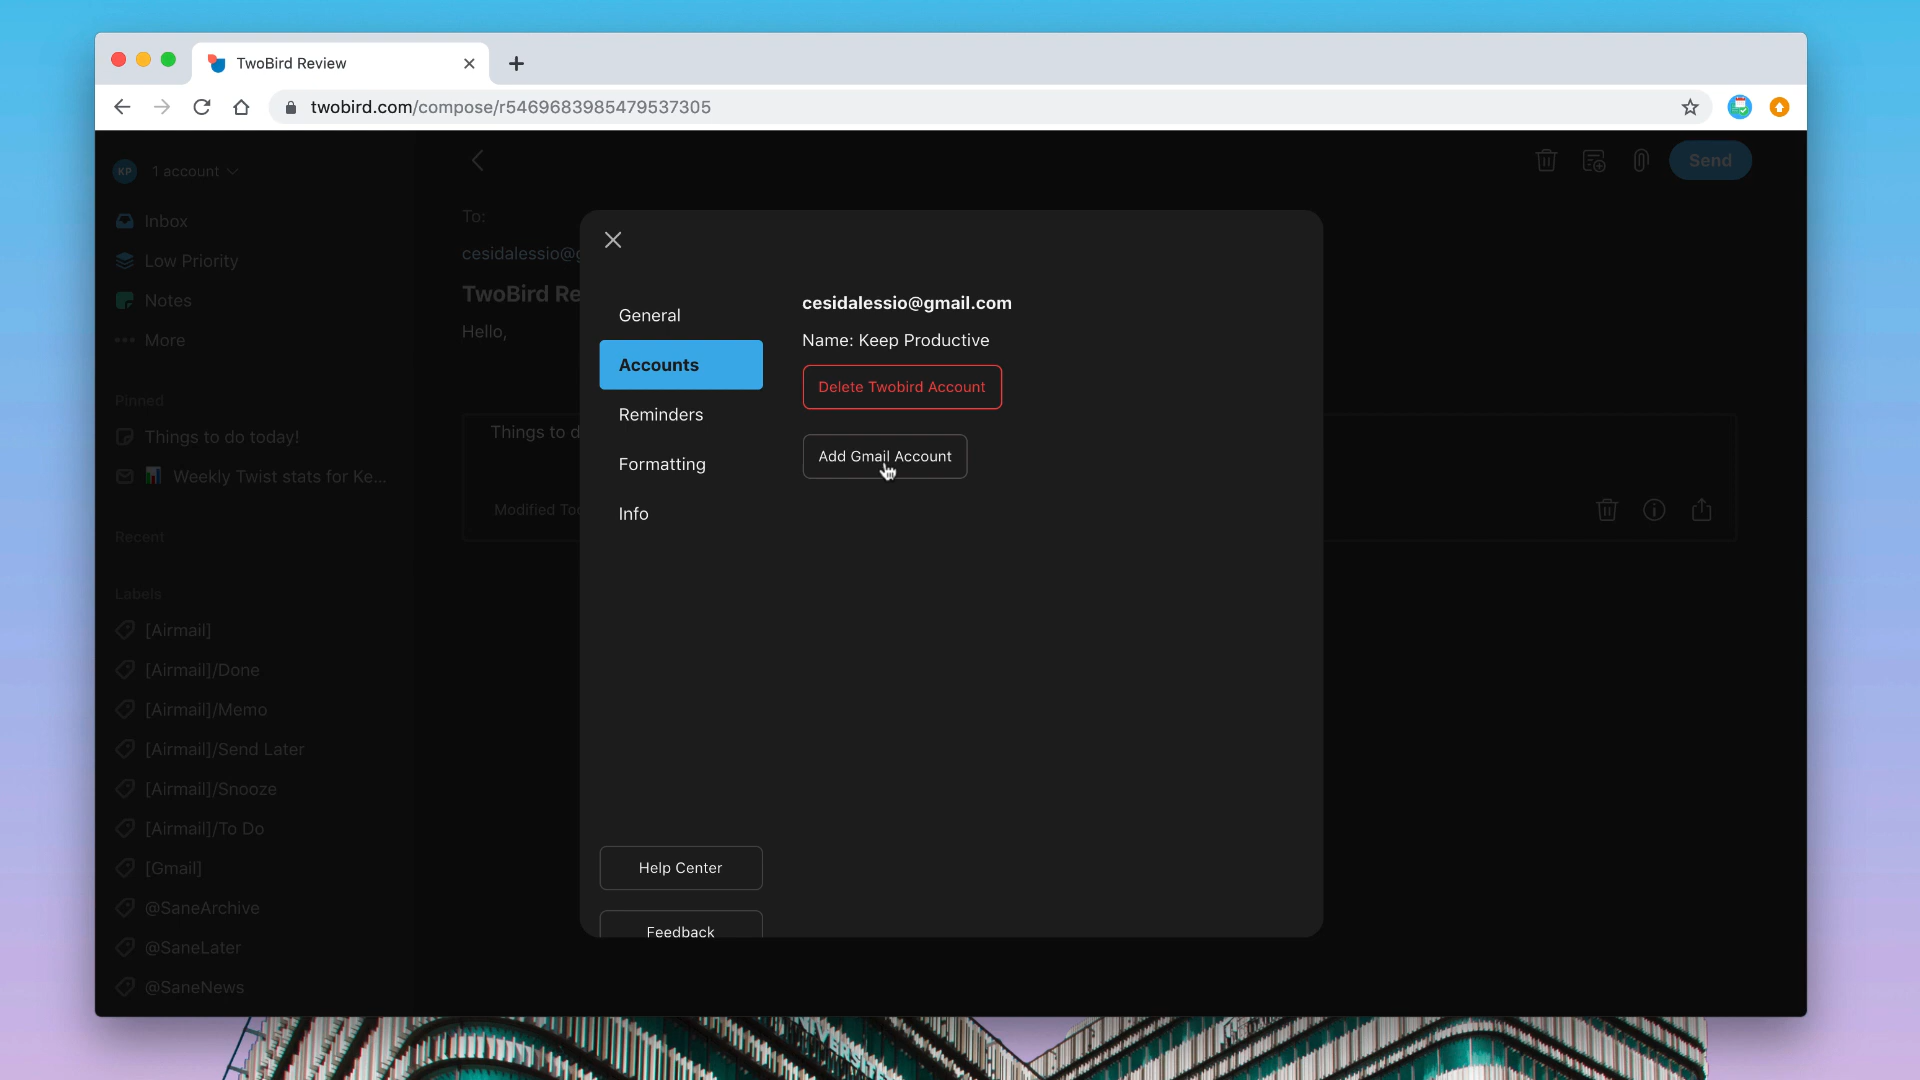 TwoBird Review
twobird.com/compose/r5469683985479537305
KP
1 account
Send
Inbox
Low Priority
Notes
More
Pinned
Things to do today!
Weekly Twist stats for Ke...
Recent
Labels
[Airmail]
[Airmail]/Done
[Airmail]/Memo
[Airmail]/Send Later
[Airmail]/Snooze
[Airmail]/To Do
[Gmail]
@SaneArchive
@SaneLater
@SaneNews
To:
cesidalessio@g
TwoBird Re
Hello,
Things to d
Modified To
General
Accounts
Reminders
Formatting
Info
Help Center
Feedback
cesidalessio@gmail.com
Name: Keep Productive
Delete Twobird Account
Add Gmail Account